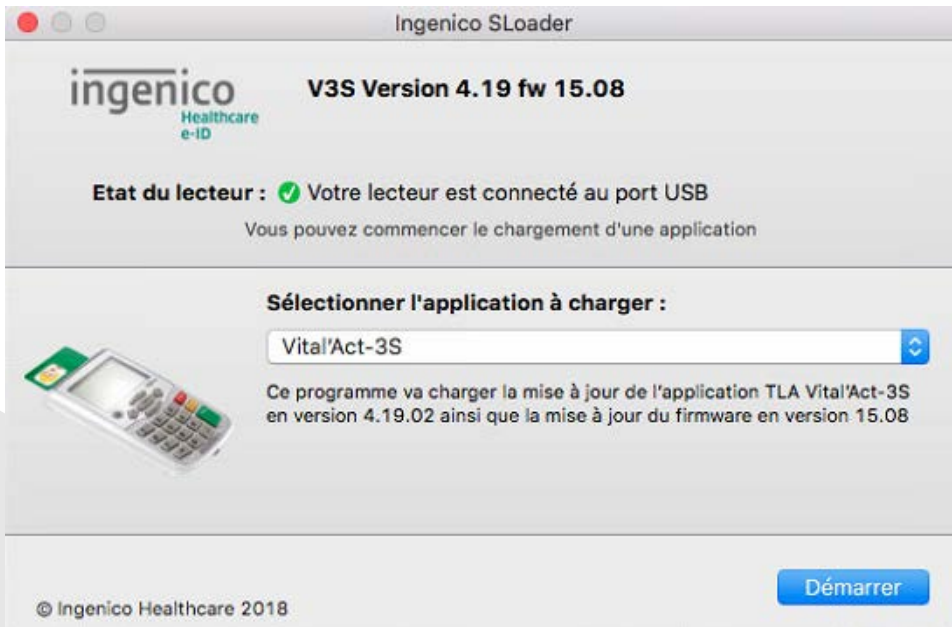 Ingenico SLoader
ingenico
Healthcare
e-ID
V3S Version 4.19 fw 15.08
Etat du lecteur : Votre lecteur est connecté au port USB
Vous pouvez commencer le chargement d'une application
Sélectionner l'application à charger :
Vital'Act-3S
Ce programme va charger la mise à jour de l'application TLA Vital'Act-3S
en version 4.19.02 ainsi que la mise à jour du firmware en version 15.08
Démarrer
© Ingenico Healthcare 2018